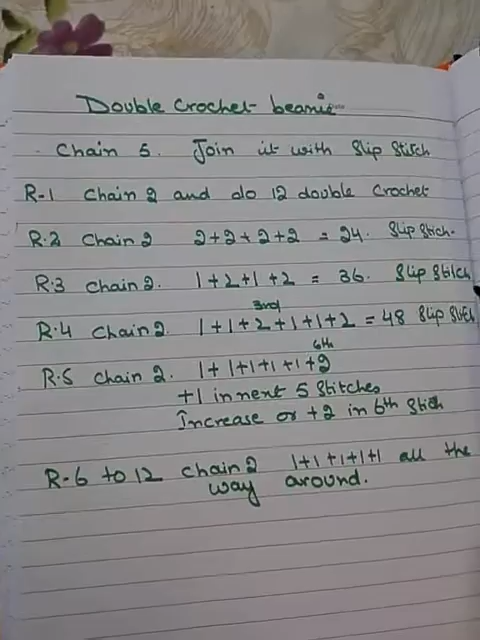 Double Crochet beanie
Chain 5. Join it with Slip Stitch
R-1 Chain 2 and do 12 double Crochet
R.2 Chain 2 2+2+2+2 = 24. Slip Stich.
R.3 Chain 2. 1+2+1+2 = 36. Slip Stitch
3rd
R.4 Chain 2. 1+1+2+1+1+2 = 48 Slip Stitch
6th
R.5 Chain 2. 1+1+1+1+1+2
+1 in next 5 Stitches
Increase or +2 in 6th Stich
R-6 to 12 Chain 2 1+1+1+1+1 all the
way around.